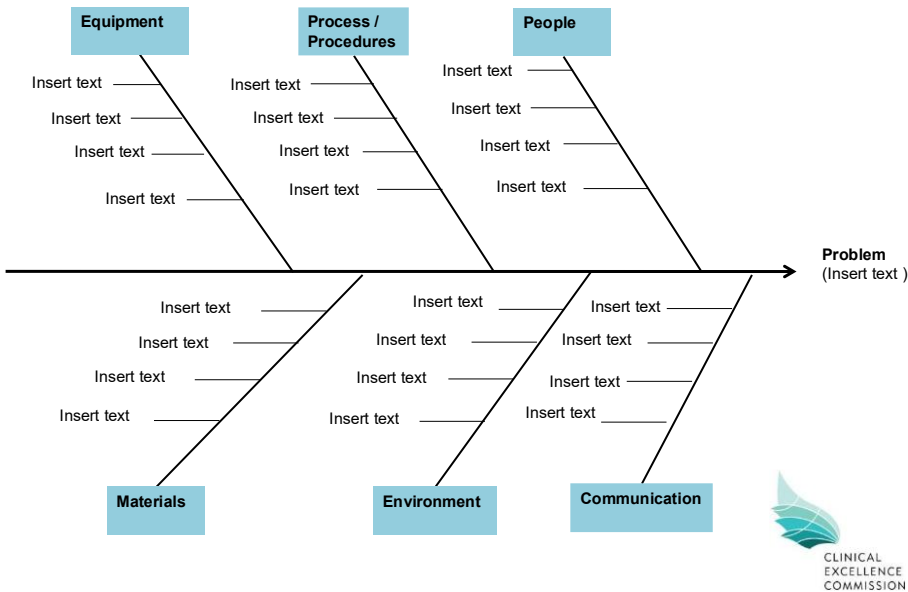 Equipment
Process /
Procedures
People
Insert text
Insert text
Insert text
Insert text
Insert text
Insert text
Insert text
Insert text
Insert text
Insert text
Insert text
Insert text
Problem
(Insert text )
Insert text
Insert text
Insert text
Insert text
Insert text
Insert text
Insert text
Insert text
Insert text
Insert text
Insert text
Insert text
Materials
Environment
Communication
CLINICAL
EXCELLENCE
COMMISSION